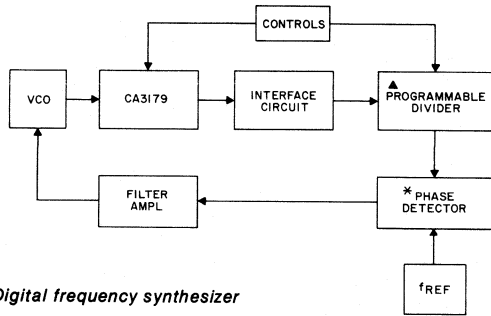 CONTROLS
VCO
CA3179
INTERFACE
CIRCUIT
▲ PROGRAMMABLE
DIVIDER
FILTER
AMPL
* PHASE
DETECTOR
fREF
Digital frequency synthesizer